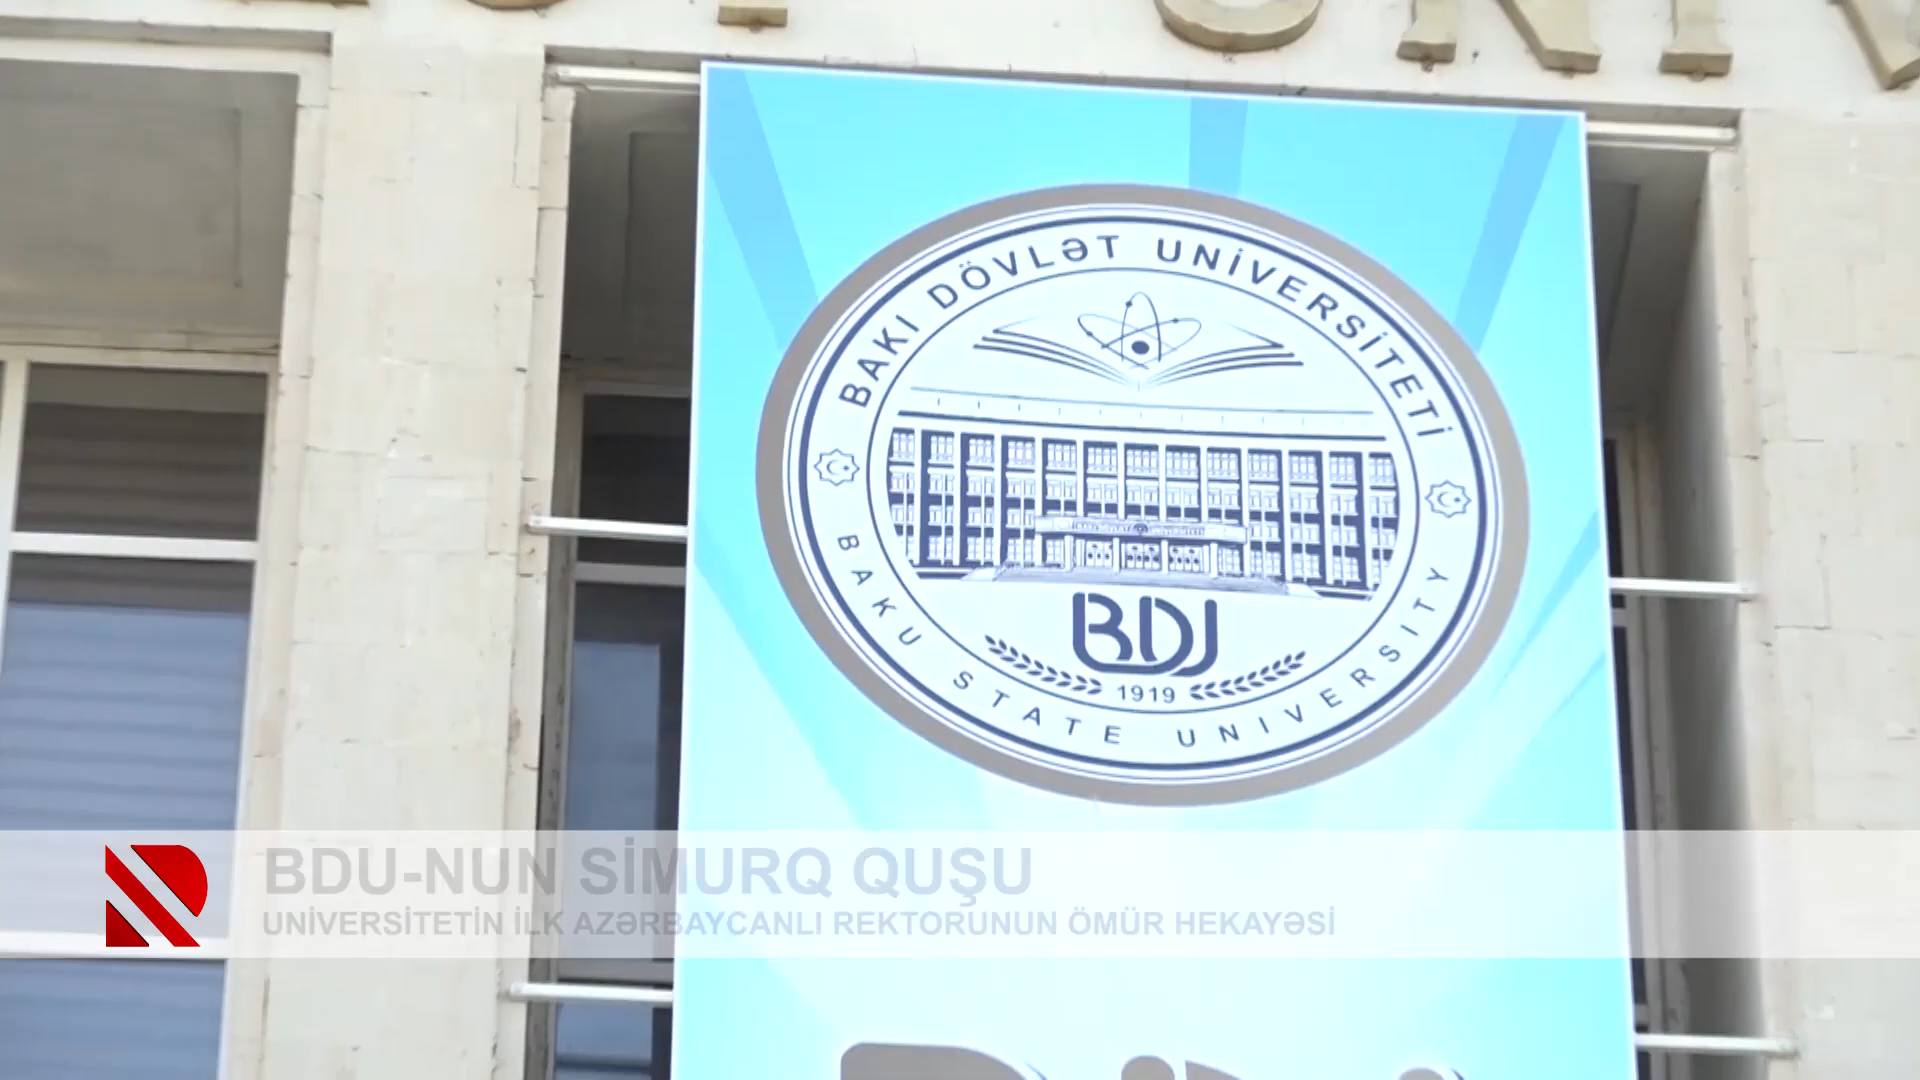 UNİV
BAKI DÖVLƏT UNİVERSİTETİ
BDU
1919
BAKU STATE UNIVERSITY
BDU-NUN SİMURQ QUŞU
UNİVERSİTETİN İLK AZƏRBAYCANLI REKTORUNUN ÖMÜR HEKAYƏSİ